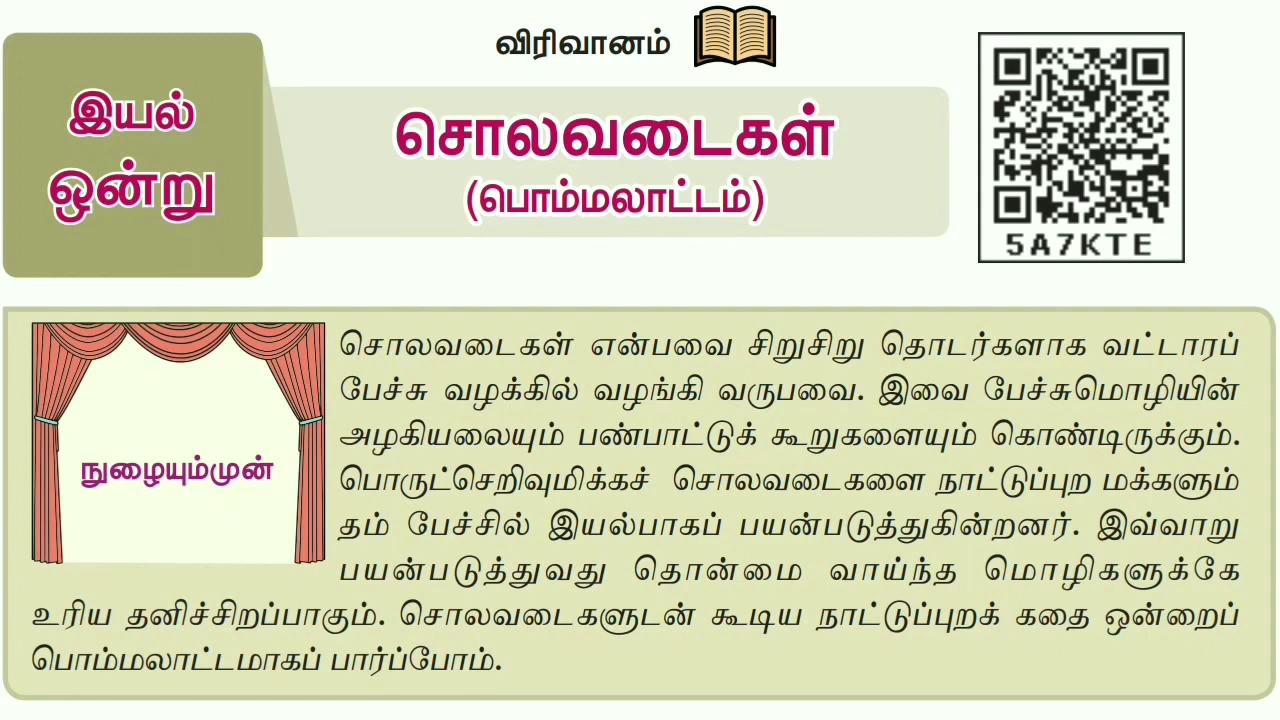 விரிவானம்
இயல்
ஒன்று
சொலவடைகள்
(பொம்மலாட்டம்)
5A7KTE
நுழையும்முன்
சொலவடைகள் என்பவை சிறுசிறு தொடர்களாக வட்டாரப்
பேச்சு வழக்கில் வழங்கி வருபவை. இவை பேச்சுமொழியின்
அழகியலையும் பண்பாட்டுக் கூறுகளையும் கொண்டிருக்கும்.
பொருட்செறிவுமிக்கச் சொலவடைகளை நாட்டுப்புற மக்களும்
தம் பேச்சில் இயல்பாகப் பயன்படுத்துகின்றனர். இவ்வாறு
பயன்படுத்துவது தொன்மை வாய்ந்த மொழிகளுக்கே
உரிய தனிச்சிறப்பாகும். சொலவடைகளுடன் கூடிய நாட்டுப்புறக் கதை ஒன்றைப்
பொம்மலாட்டமாகப் பார்ப்போம்.